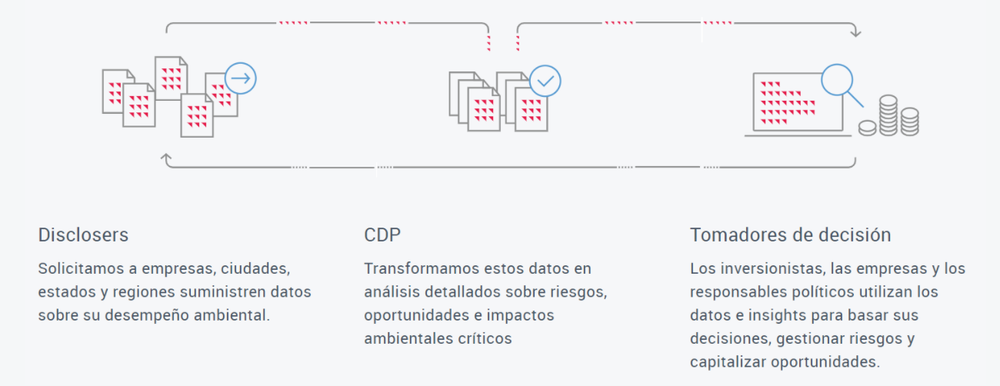 Disclosers
Solicitamos a empresas, ciudades,
estados y regiones suministren datos
sobre su desempeño ambiental.
CDP
Transformamos estos datos en
análisis detallados sobre riesgos,
oportunidades e impactos
ambientales críticos
Tomadores de decisión
Los inversionistas, las empresas y los
responsables políticos utilizan los
datos e insights para basar sus
decisiones, gestionar riesgos y
capitalizar oportunidades.